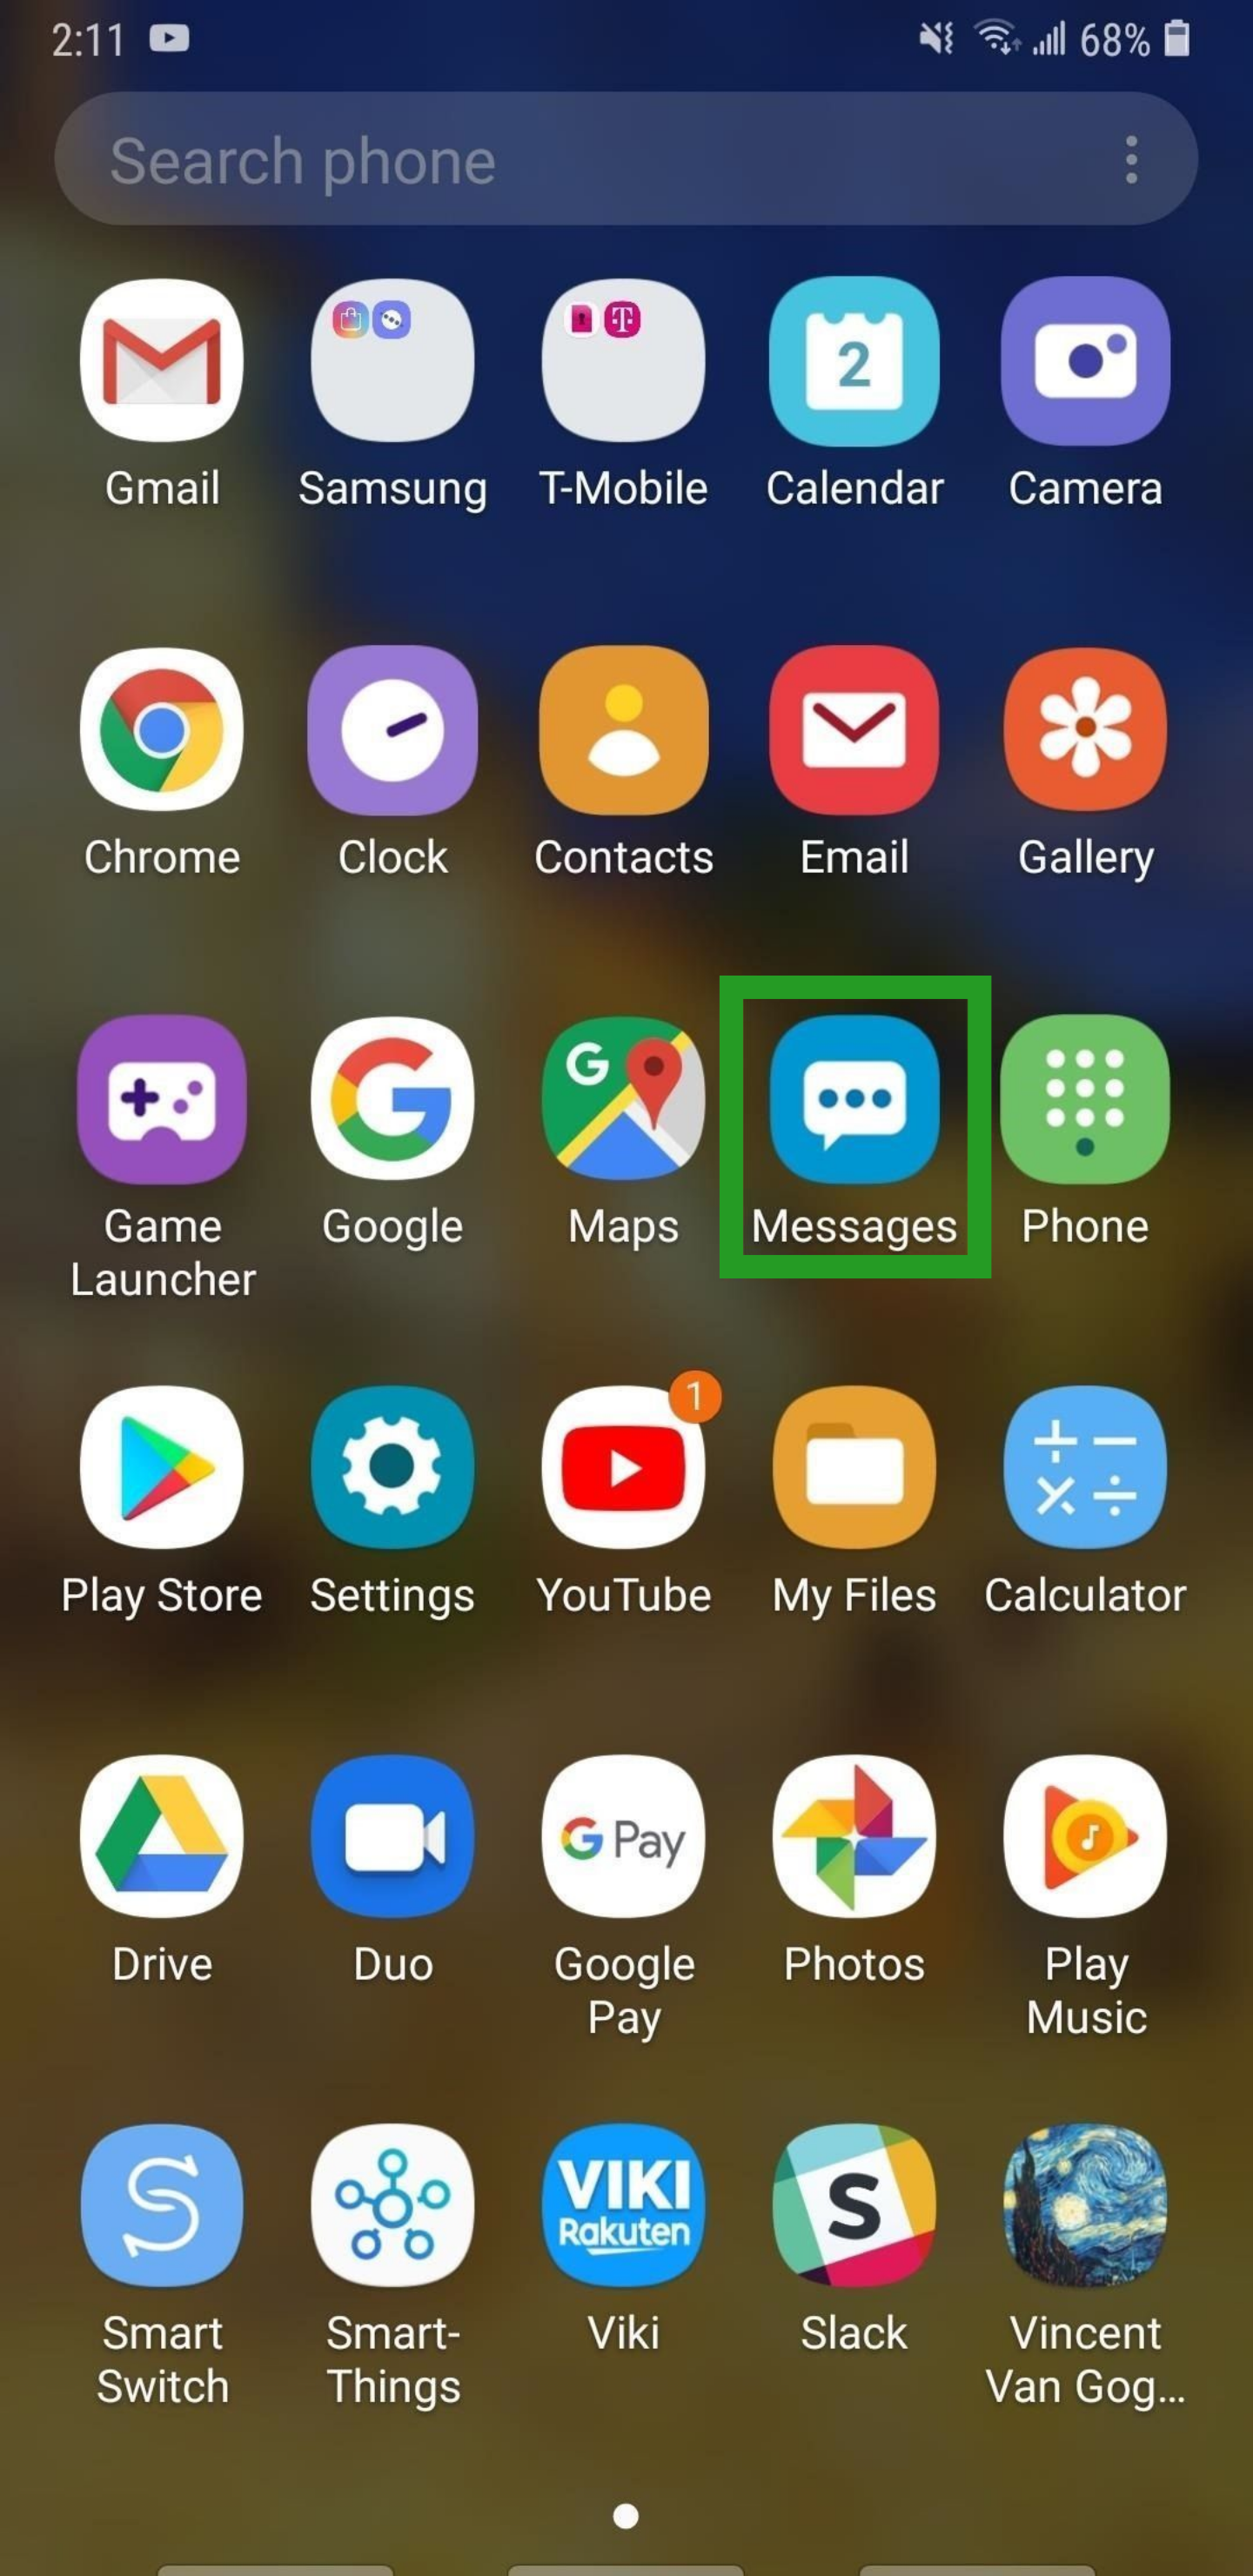 2:11 68%
Search phone
2
Gmail Samsung T-Mobile Calendar Camera
Chrome Clock Contacts Email Gallery
G
Game Google Maps Messages Phone
Launcher
1
Play Store Settings YouTube My Files Calculator
G Pay
Drive Duo Google Photos Play
Pay Music
VIKI S
Rakuten
Smart Smart- Viki Slack Vincent
Switch Things Van Gog...